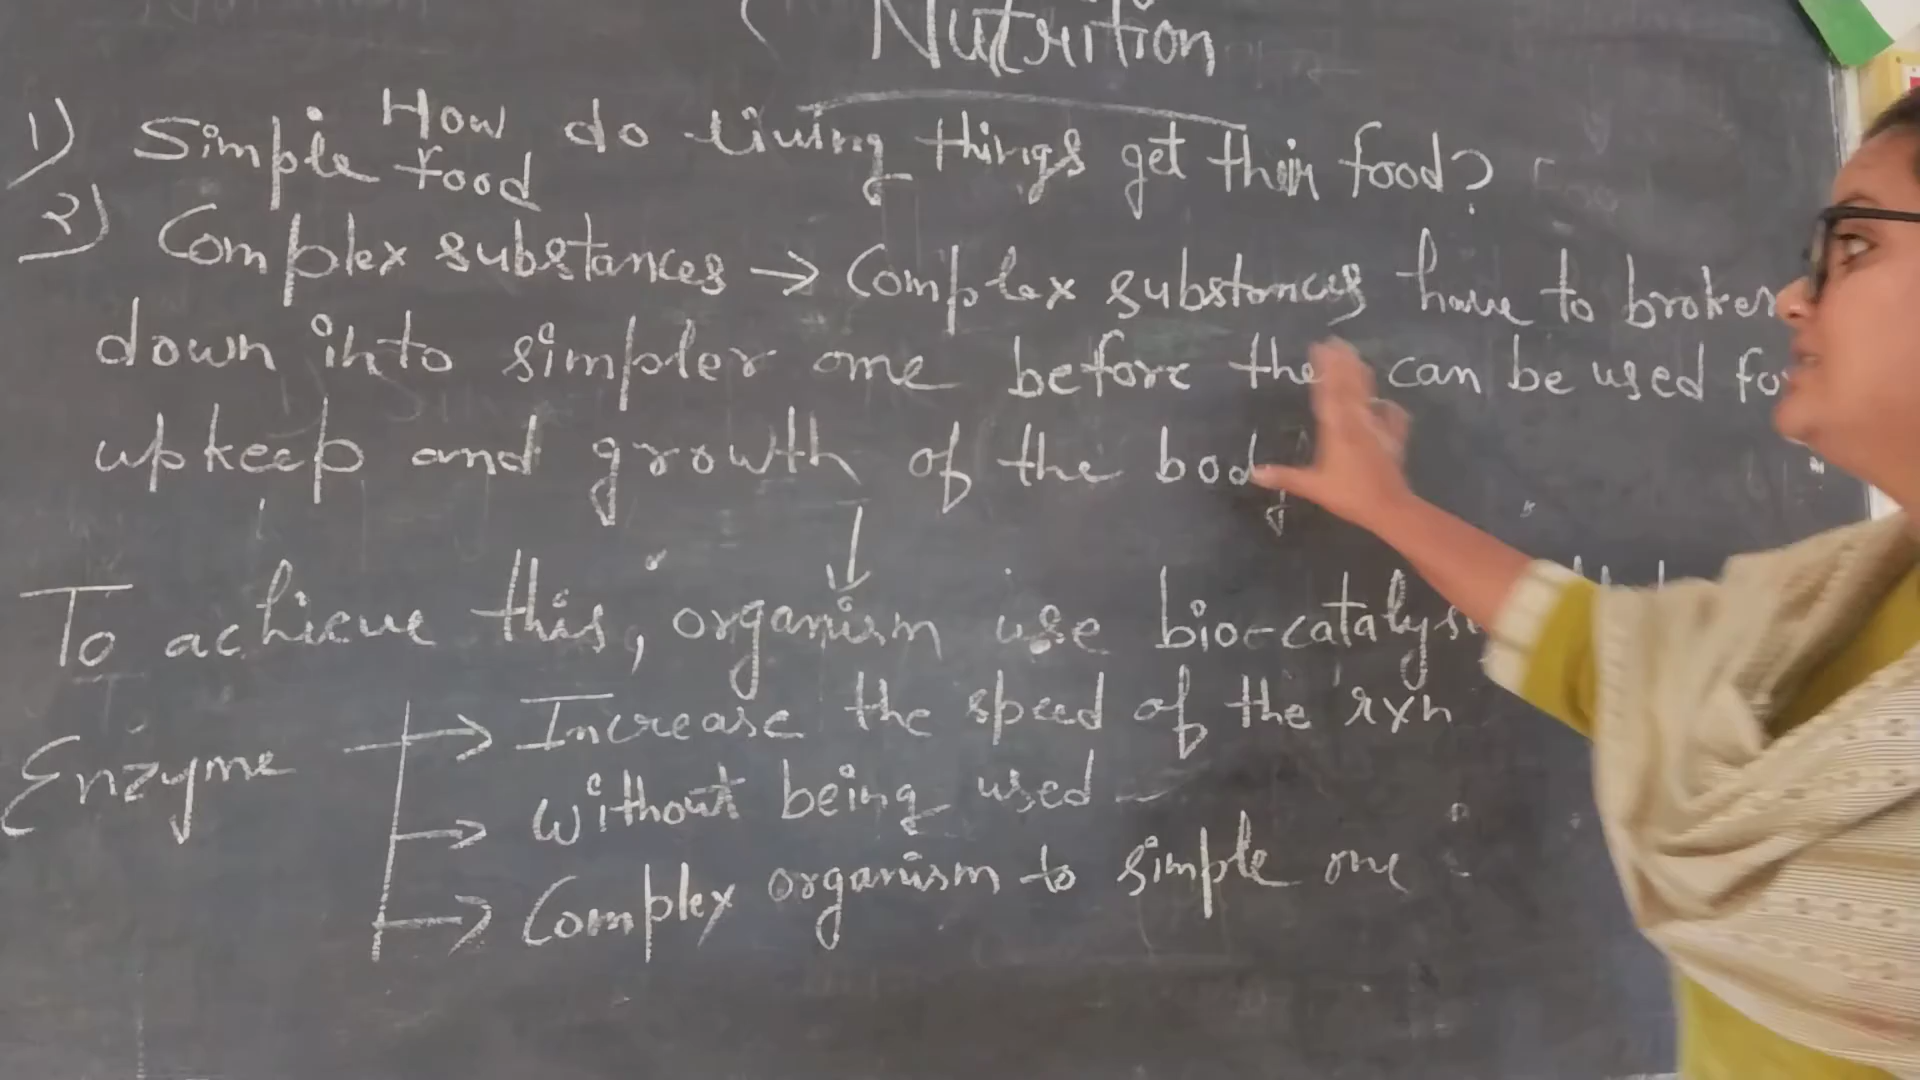 Nutrition
How do living things get their food?
1) Simple food
2) Complex substances → Complex substances have to broken
down into simpler one before the can be used for
upkeep and growth of the body
↓
To achieve this, organism use bio-catalyst
Enzyme → Increase the speed of the rxn
→ without being used
→ Complex organism to simple one